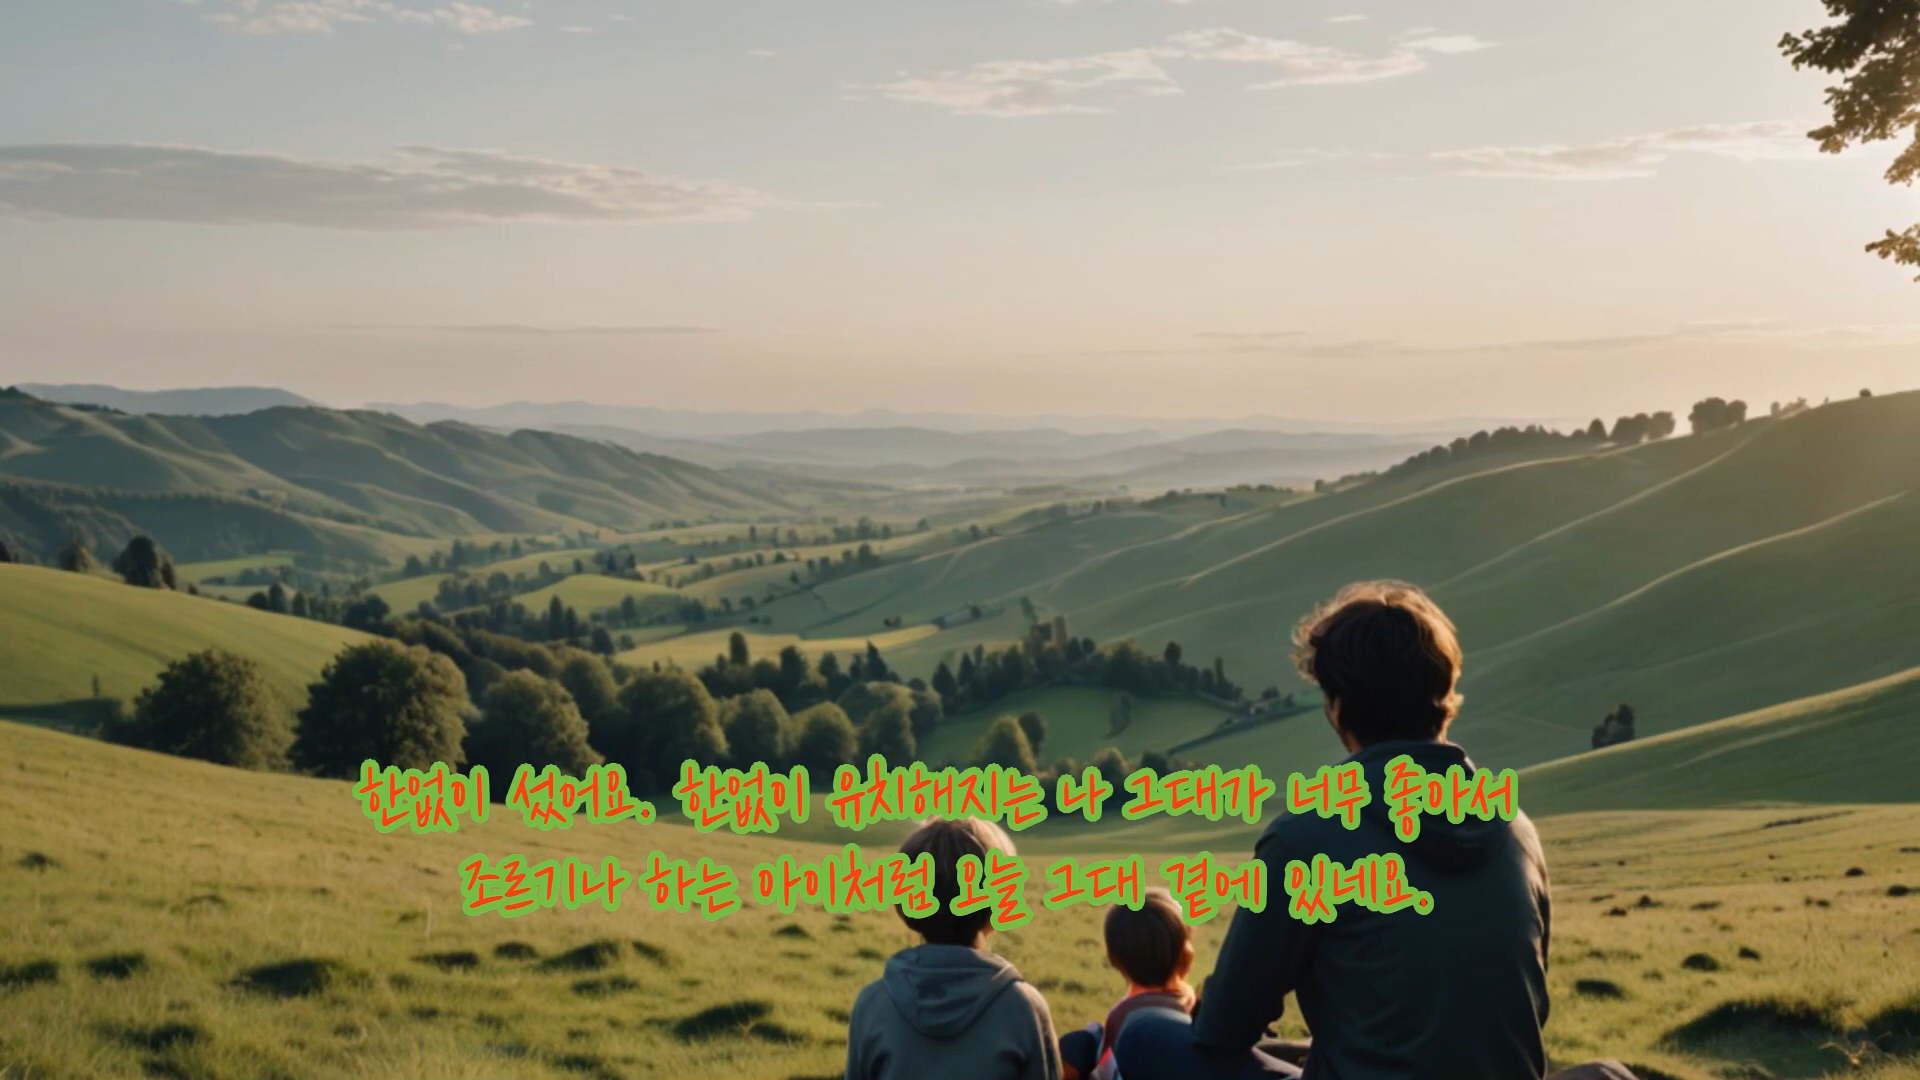 한없이 섰어요. 한없이 유치해지는 나 그대가 너무 좋아서
조르기나 하는 아이처럼 오늘 그대 곁에 있네요.